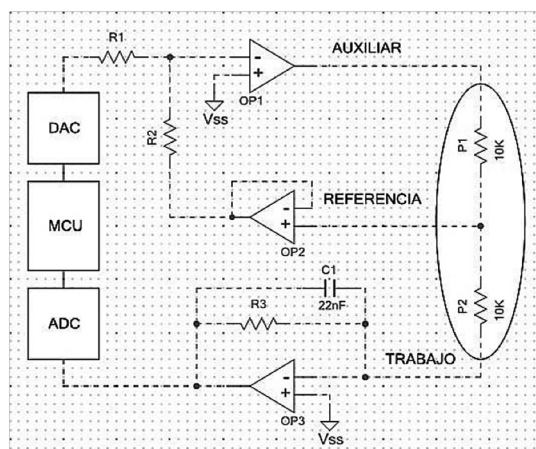 R1
AUXILIAR
OP1
Vss
DAC
R2
P1
10K
MCU
REFERENCIA
OP2
C1
22nF
ADC
R3
P2
10K
TRABAJO
OP3
Vss